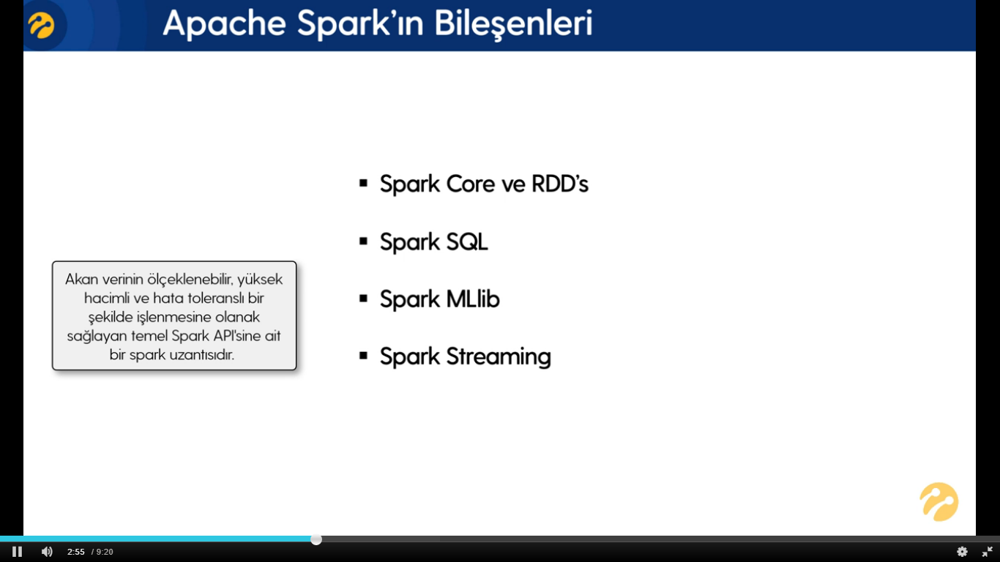 Apache Spark’ın Bileşenleri
▪ Spark Core ve RDD’s
▪ Spark SQL
▪ Spark MLlib
▪ Spark Streaming
Akan verinin ölçeklenebilir, yüksek
hacimli ve hata toleranslı bir
şekilde işlenmesine olanak
sağlayan temel Spark API'sine ait
bir spark uzantısıdır.
2:55 / 9:20